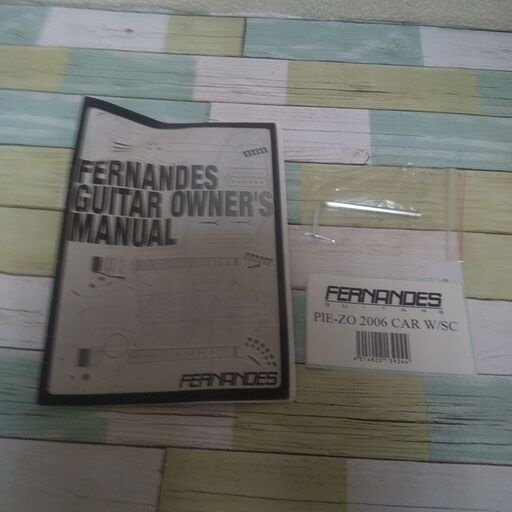 FERNANDES
GUITAR OWNER'S
MANUAL
FERNANDES
FERNANDES
GUITARS
PIE-ZO 2006 CAR W/SC